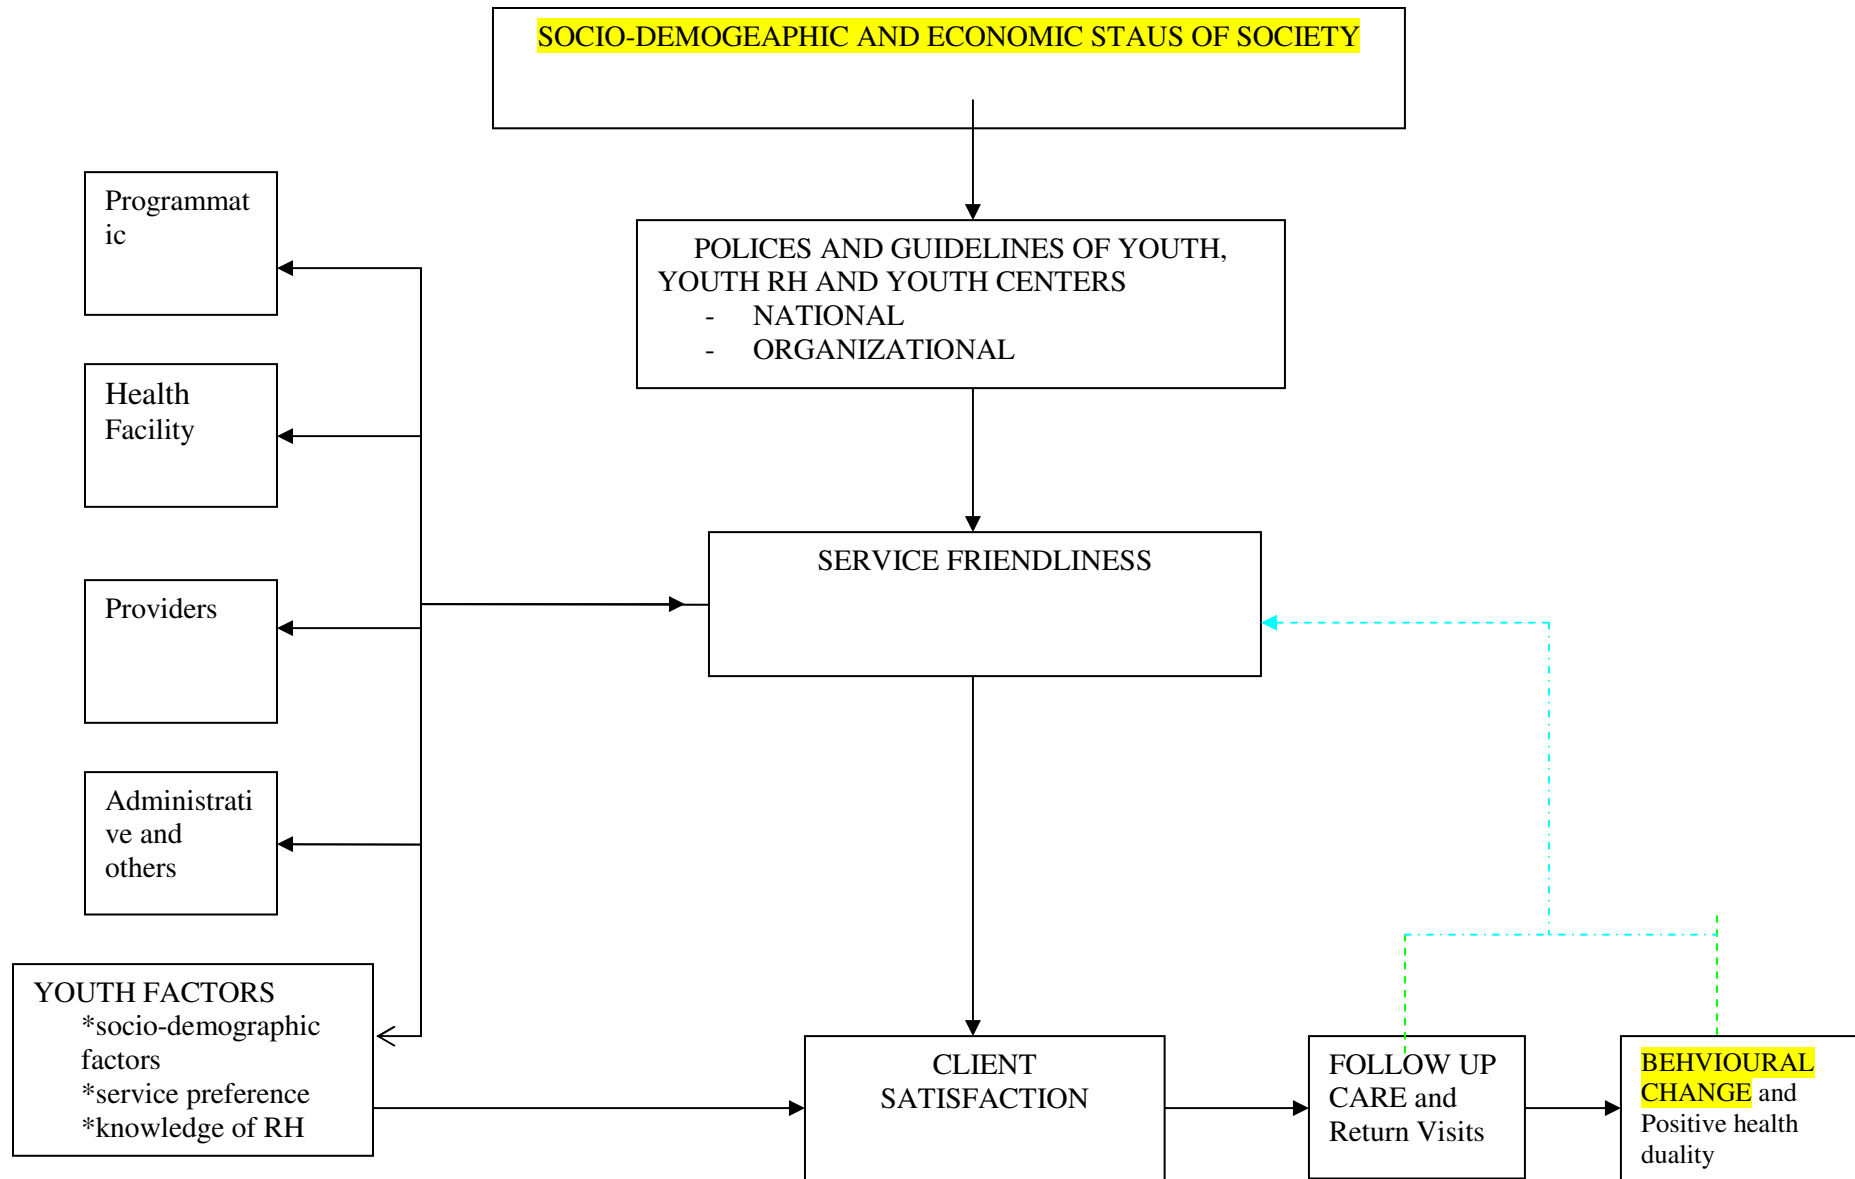 SOCIO-DEMOGEAPHIC AND ECONOMIC STAUS OF SOCIETY
Programmat
ic
POLICES AND GUIDELINES OF YOUTH,
YOUTH RH AND YOUTH CENTERS
- NATIONAL
- ORGANIZATIONAL
Health
Facility
SERVICE FRIENDLINESS
Providers
Administrati
ve and
others
YOUTH FACTORS
*socio-demographic
factors
*service preference
*knowledge of RH
CLIENT
SATISFACTION
FOLLOW UP
CARE and
Return Visits
BEHVIOURAL
CHANGE and
Positive health
duality